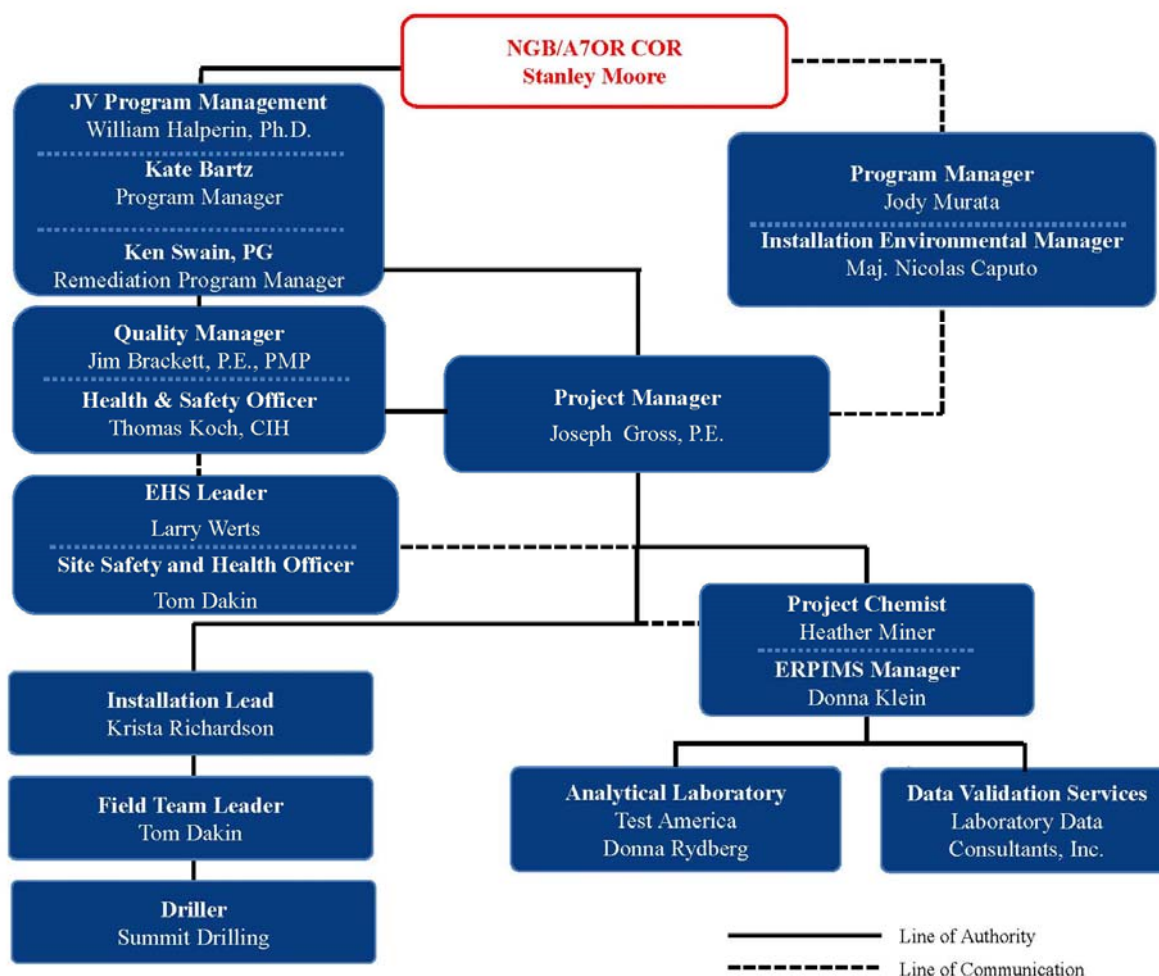 NGB/A7OR COR
Stanley Moore
JV Program Management
William Halperin, Ph.D.
Kate Bartz
Program Manager
Ken Swain, PG
Remediation Program Manager
Program Manager
Jody Murata
Installation Environmental Manager
Maj. Nicolas Caputo
Quality Manager
Jim Brackett, P.E., PMP
Health & Safety Officer
Thomas Koch, CIH
Project Manager
Joseph Gross, P.E.
EHS Leader
Larry Werts
Site Safety and Health Officer
Tom Dakin
Project Chemist
Heather Miner
ERPIMS Manager
Donna Klein
Installation Lead
Krista Richardson
Field Team Leader
Tom Dakin
Driller
Summit Drilling
Analytical Laboratory
Test America
Donna Rydberg
Data Validation Services
Laboratory Data
Consultants, Inc.
Line of Authority
Line of Communication